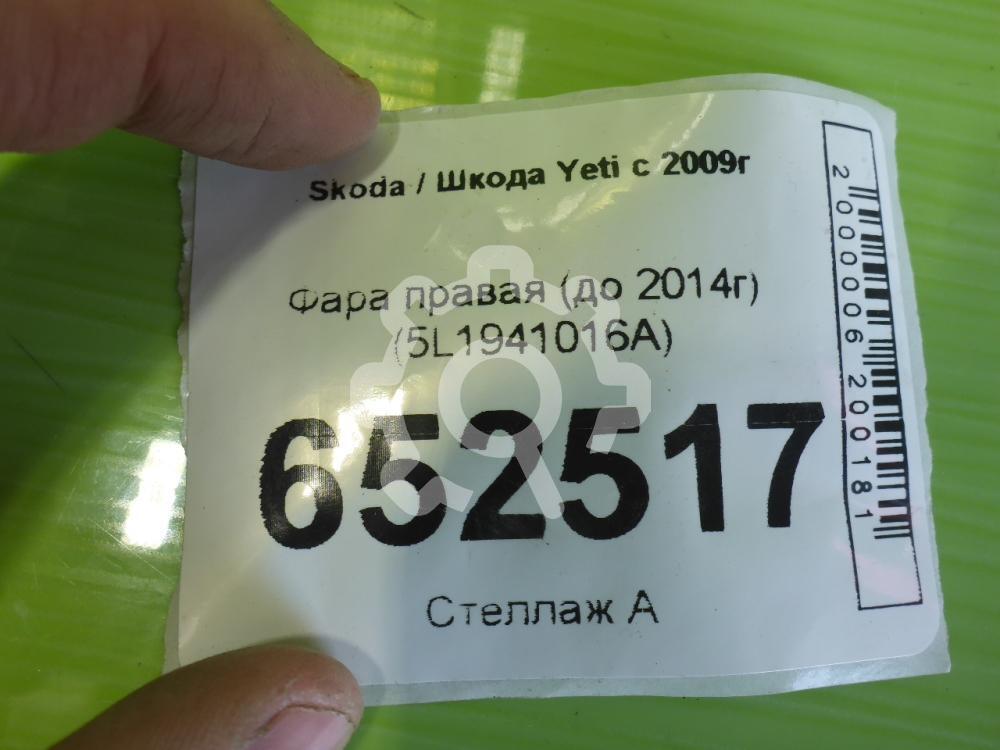 Skoda / Шкода Yeti с 2009г
Фара правая (до 2014г)
(5L1941016A)
652517
Стеллаж А
2000006200181